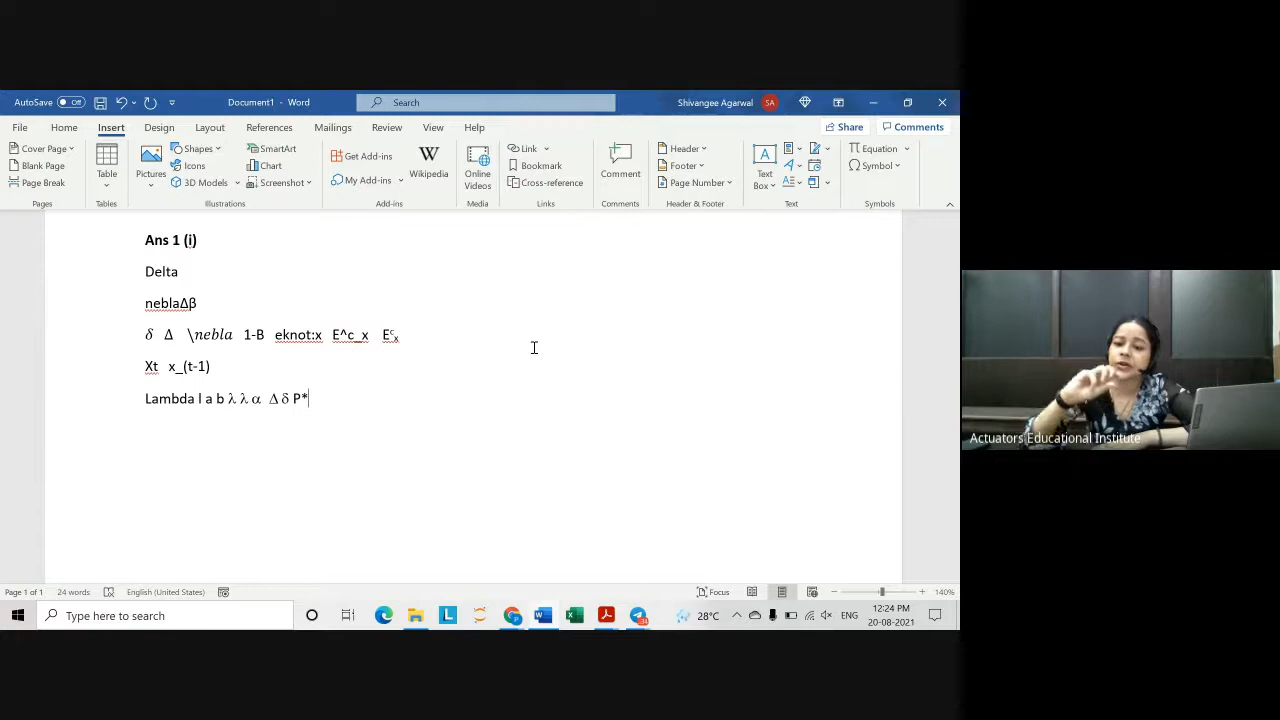 AutoSave Off Document1 - Word Search Shivangee Agarwal SA
File Home Insert Design Layout References Mailings Review View Help Share Comments
Cover Page
Blank Page
Page Break
Pages
Table
Tables
Pictures
Shapes
Icons
3D Models
SmartArt
Chart
Screenshot
Illustrations
Get Add-ins
My Add-ins
Wikipedia
Add-ins
Online
Videos
Media
Link
Bookmark
Cross-reference
Links
Comment
Comments
Header
Footer
Page Number
Header & Footer
Text
Box
Text
Equation
Symbol
Symbols
Ans 1 (i)
Delta
neblaΔβ
δ Δ \nebla 1-B eknot:x E^c_x Eᶜₓ
Xt x_(t-1)
Lambda l a b λ λ α Δ δ P*
Actuators Educational Institute
Page 1 of 1 24 words English (United States) Focus 140%
Type here to search 28°C ENG 12:24 PM
20-08-2021